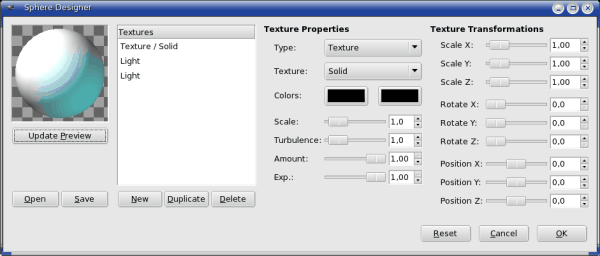 Sphere Designer
Update Preview
Open Save
Textures
Texture / Solid
Light
Light
New Duplicate Delete
Texture Properties
Type: Texture
Texture: Solid
Colors:
Scale: 1,0
Turbulence: 1,0
Amount: 1,00
Exp.: 1,00
Texture Transformations
Scale X: 1,00
Scale Y: 1,00
Scale Z: 1,00
Rotate X: 0,0
Rotate Y: 0,0
Rotate Z: 0,0
Position X: 0,0
Position Y: 0,0
Position Z: 0,0
Reset Cancel OK